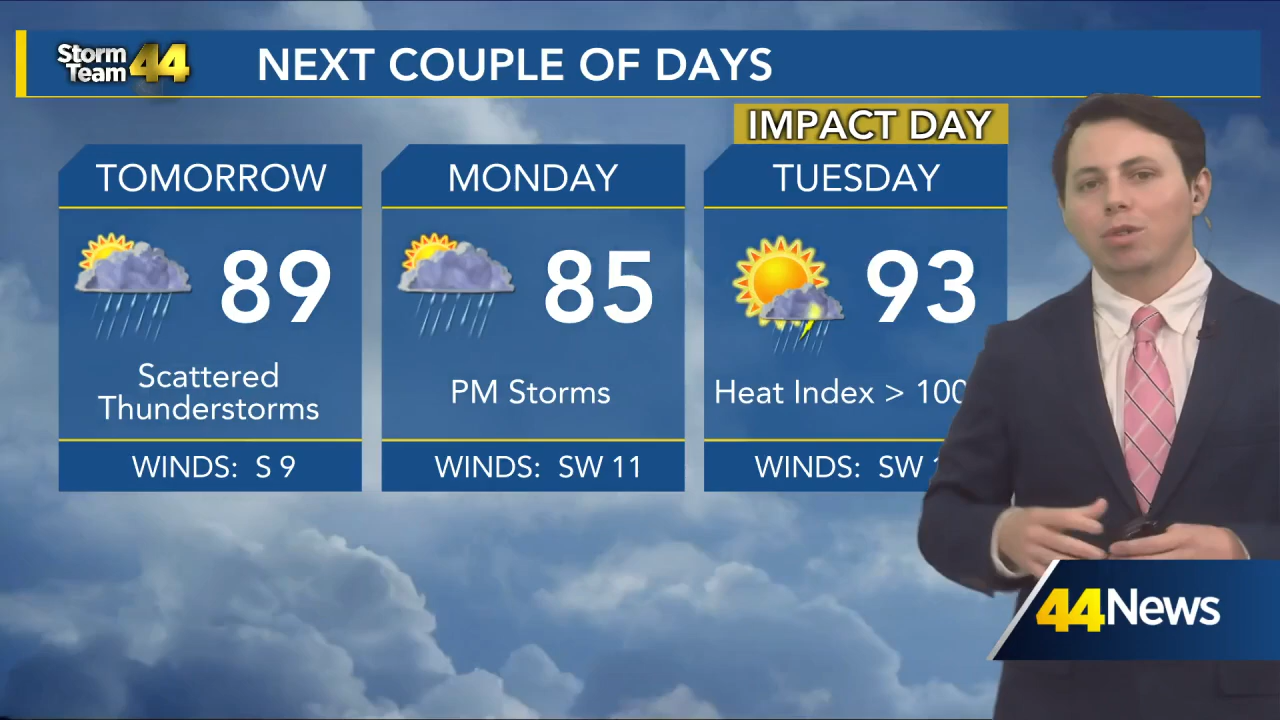 Storm
Team 44
NEXT COUPLE OF DAYS
IMPACT DAY
TOMORROW
89
Scattered
Thunderstorms
WINDS: S 9
MONDAY
85
PM Storms
WINDS: SW 11
TUESDAY
93
Heat Index > 100
WINDS: SW
44News